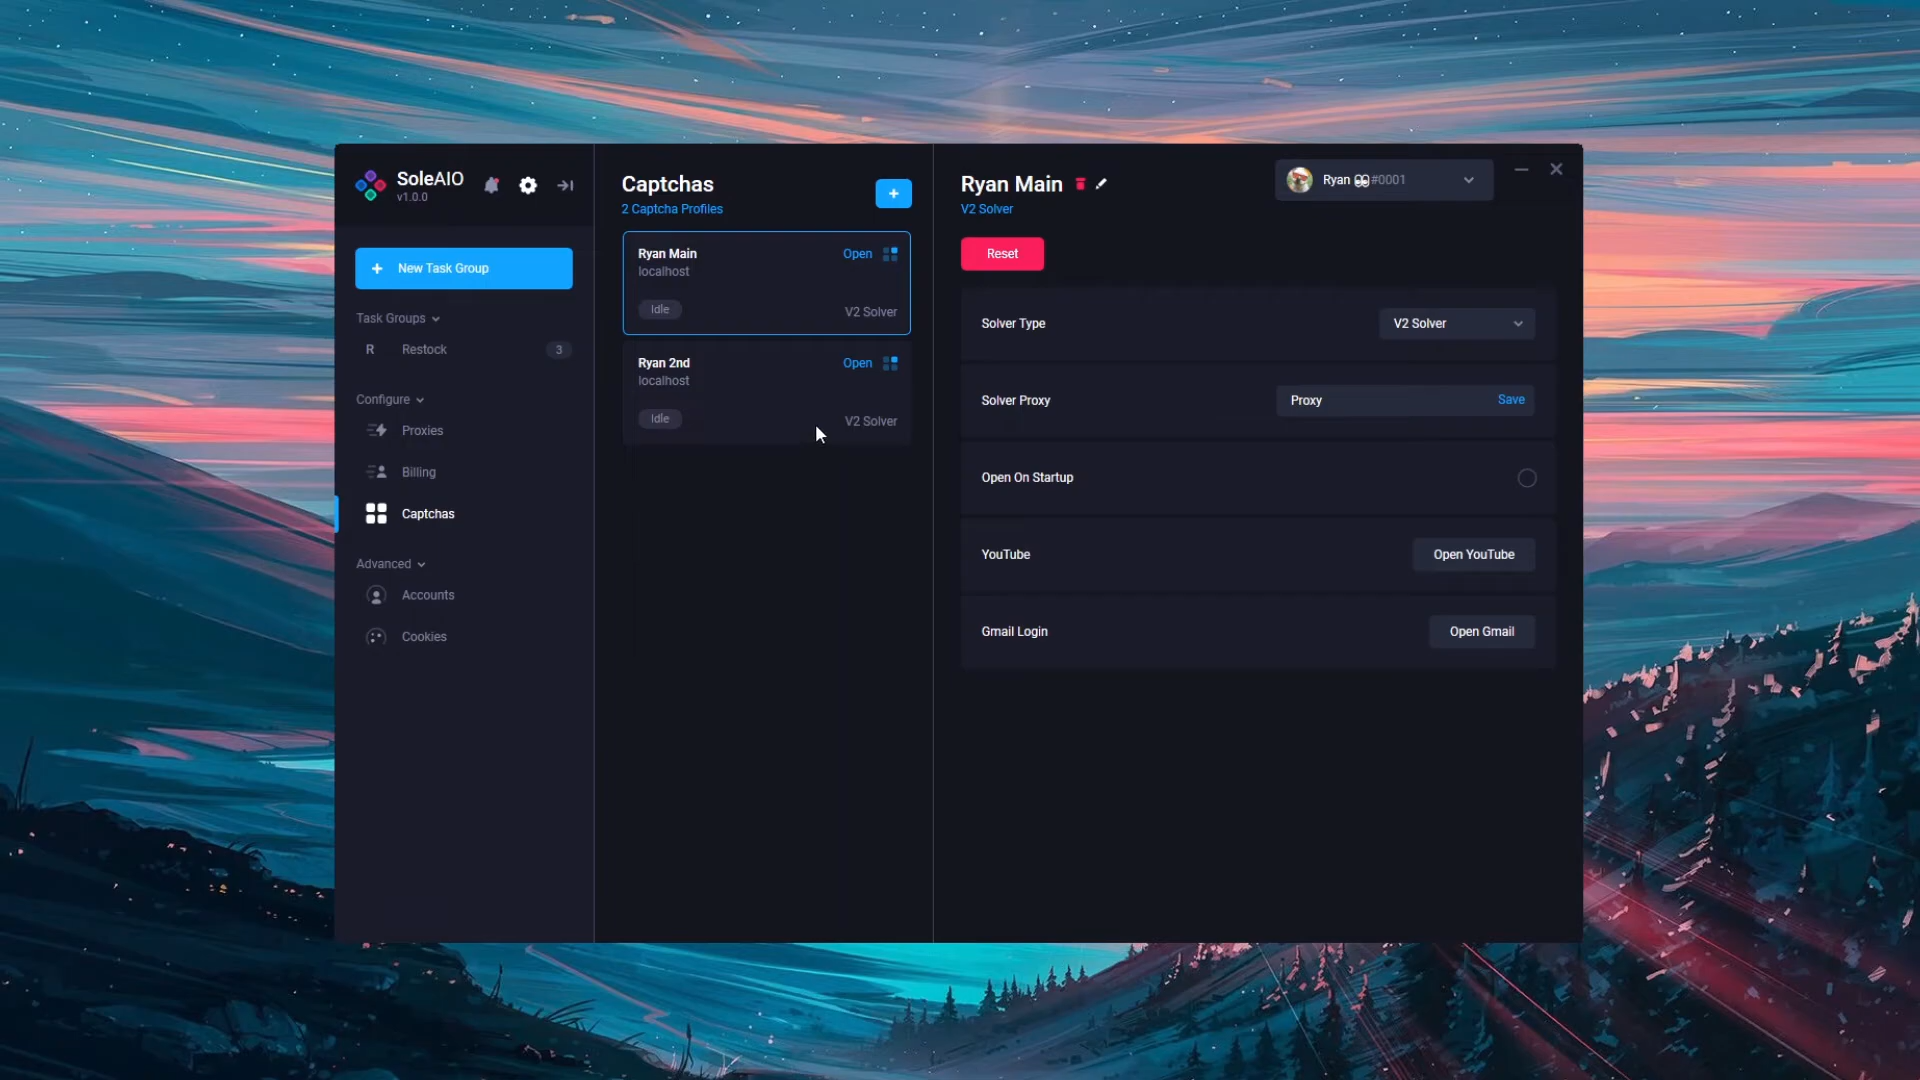 SoleAIO
v1.0.0
New Task Group
Task Groups
R Restock 3
Configure
Proxies
Billing
Captchas
Advanced
Accounts
Cookies
Captchas
2 Captcha Profiles
+
Ryan Main Open
localhost
Idle V2 Solver
Ryan 2nd Open
localhost
Idle V2 Solver
Ryan Main
V2 Solver
Ryan 👀#0001
Reset
Solver Type V2 Solver
Solver Proxy Proxy Save
Open On Startup
YouTube Open YouTube
Gmail Login Open Gmail